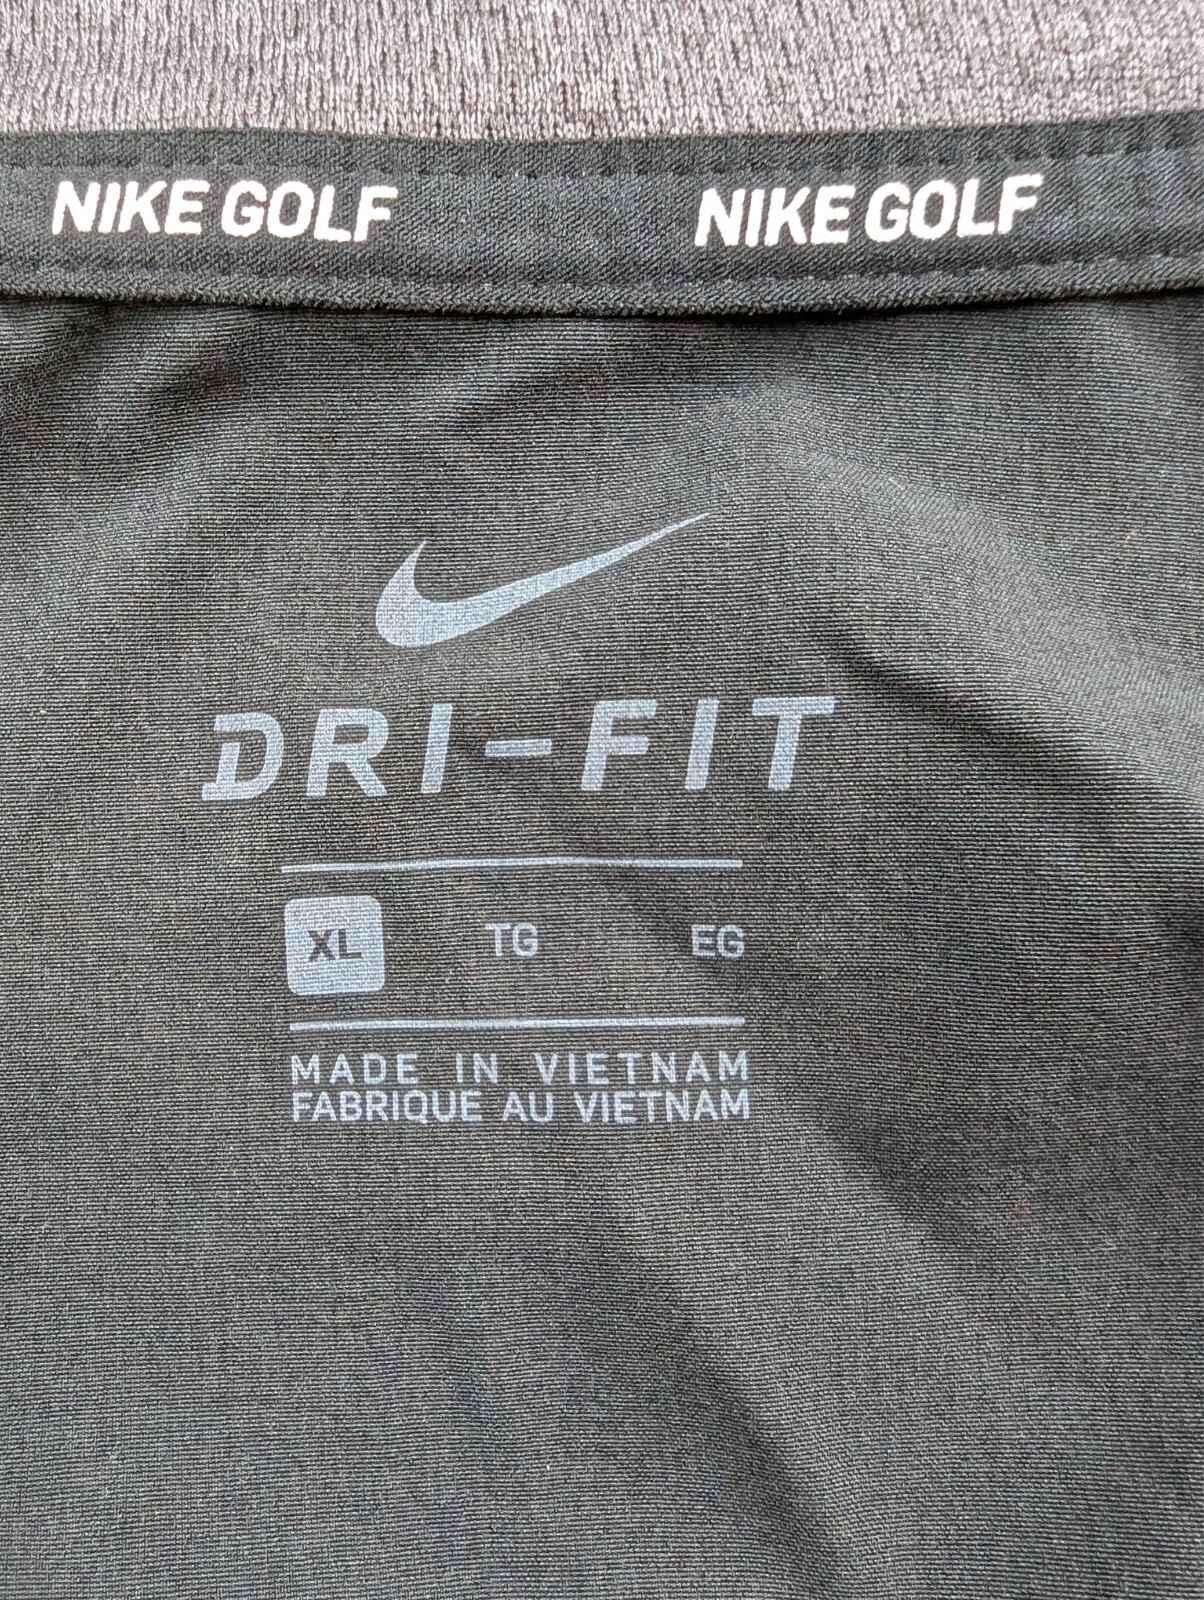 NIKE GOLF NIKE GOLF
DRI-FIT
XL TG EG
MADE IN VIETNAM
FABRIQUE AU VIETNAM